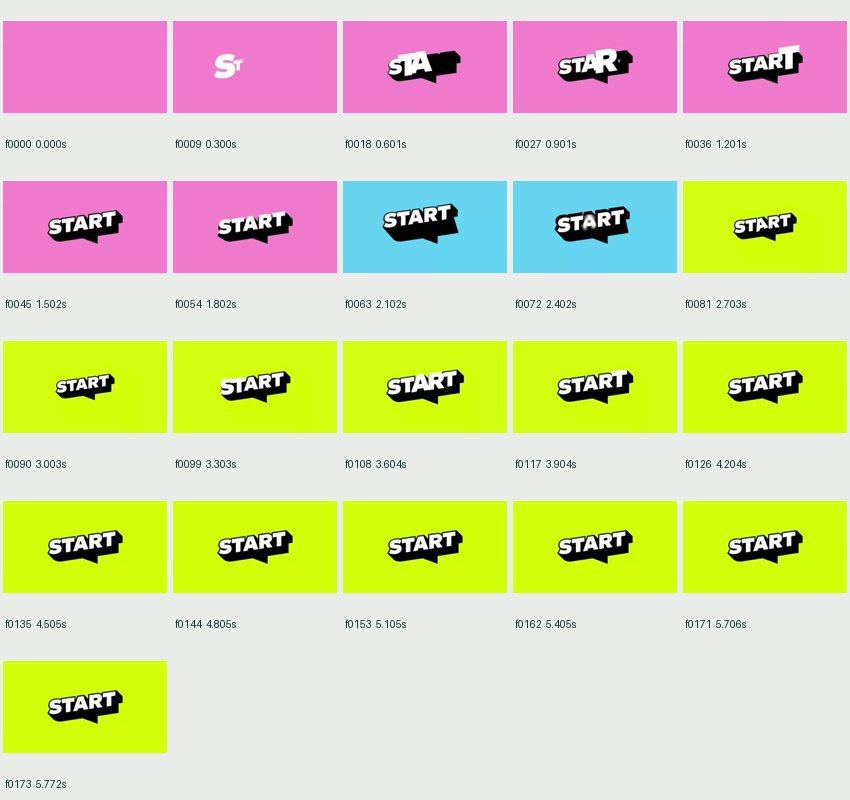 ST STA STAR START
f0000 0.000s f0009 0.300s f0018 0.601s f0027 0.901s f0036 1.201s
START START START START START
f0045 1.502s f0054 1.802s f0063 2.102s f0072 2.402s f0081 2.703s
START START START START START
f0090 3.003s f0099 3.303s f0108 3.604s f0117 3.904s f0126 4.204s
START START START START START
f0135 4.505s f0144 4.805s f0153 5.105s f0162 5.405s f0171 5.706s
START
f0173 5.772s